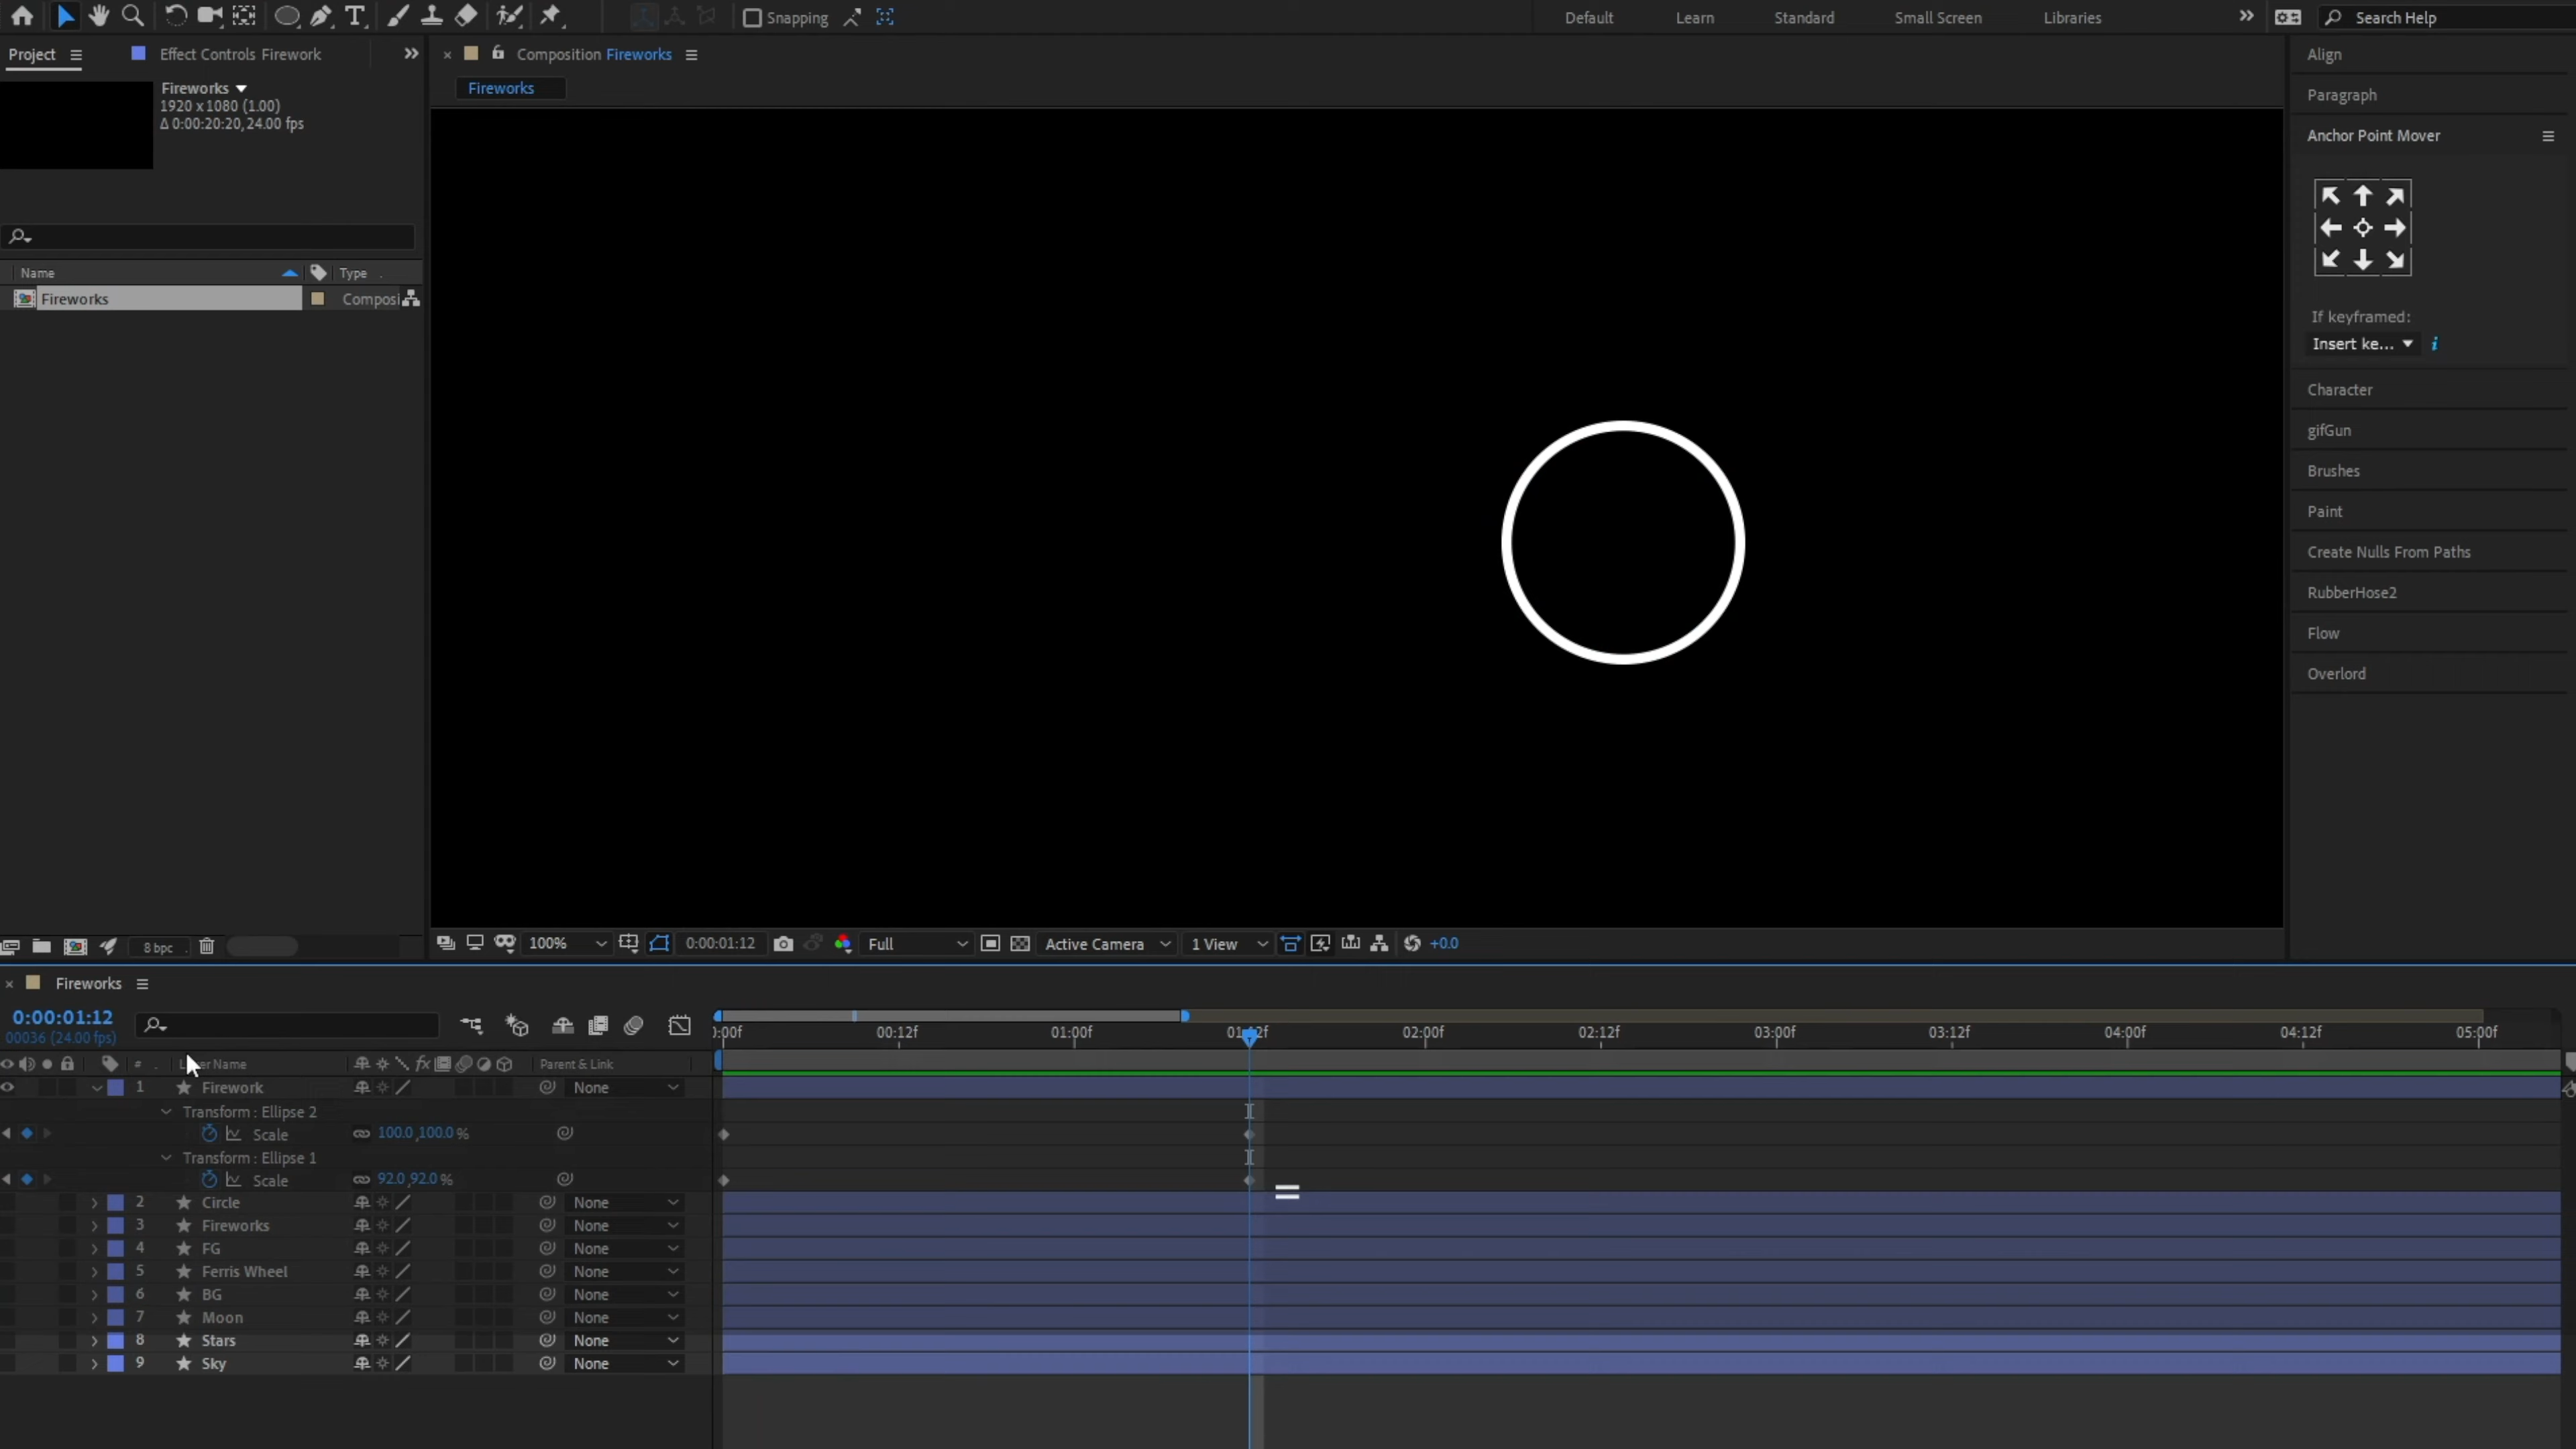 Snapping
Default
Learn
Standard
Small Screen
Libraries
Search Help
Project
Effect Controls Firework
Composition Fireworks
Fireworks
Fireworks
1920 x 1080 (1.00)
Δ 0:00:20:20, 24.00 fps
Name
Type
Fireworks
Composi
8 bpc
100%
0:00:01:12
Full
Active Camera
1 View
+0.0
Align
Paragraph
Anchor Point Mover
If keyframed:
Insert ke...
Character
gifGun
Brushes
Paint
Create Nulls From Paths
RubberHose2
Flow
Overlord
Fireworks
0:00:01:12
00036 (24.00 fps)
:00f
00:12f
01:00f
02:00f
02:12f
03:00f
03:12f
04:00f
04:12f
05:00f
# Name
Parent & Link
1 Firework None
Transform : Ellipse 2
Scale 100.0,100.0 %
Transform : Ellipse 1
Scale 92.0,92.0 %
2 Circle None
3 Fireworks None
4 FG None
5 Ferris Wheel None
6 BG None
7 Moon None
8 Stars None
9 Sky None